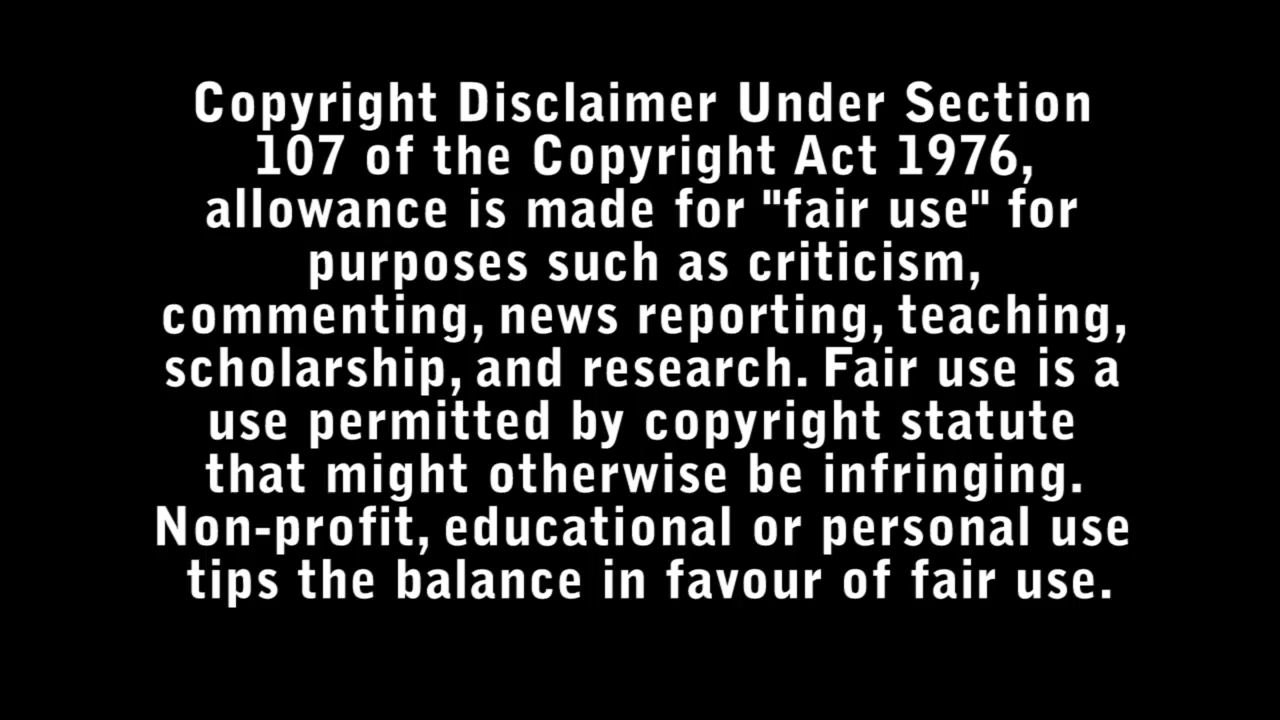 Copyright Disclaimer Under Section
107 of the Copyright Act 1976,
allowance is made for "fair use" for
purposes such as criticism,
commenting, news reporting, teaching,
scholarship, and research. Fair use is a
use permitted by copyright statute
that might otherwise be infringing.
Non-profit, educational or personal use
tips the balance in favour of fair use.